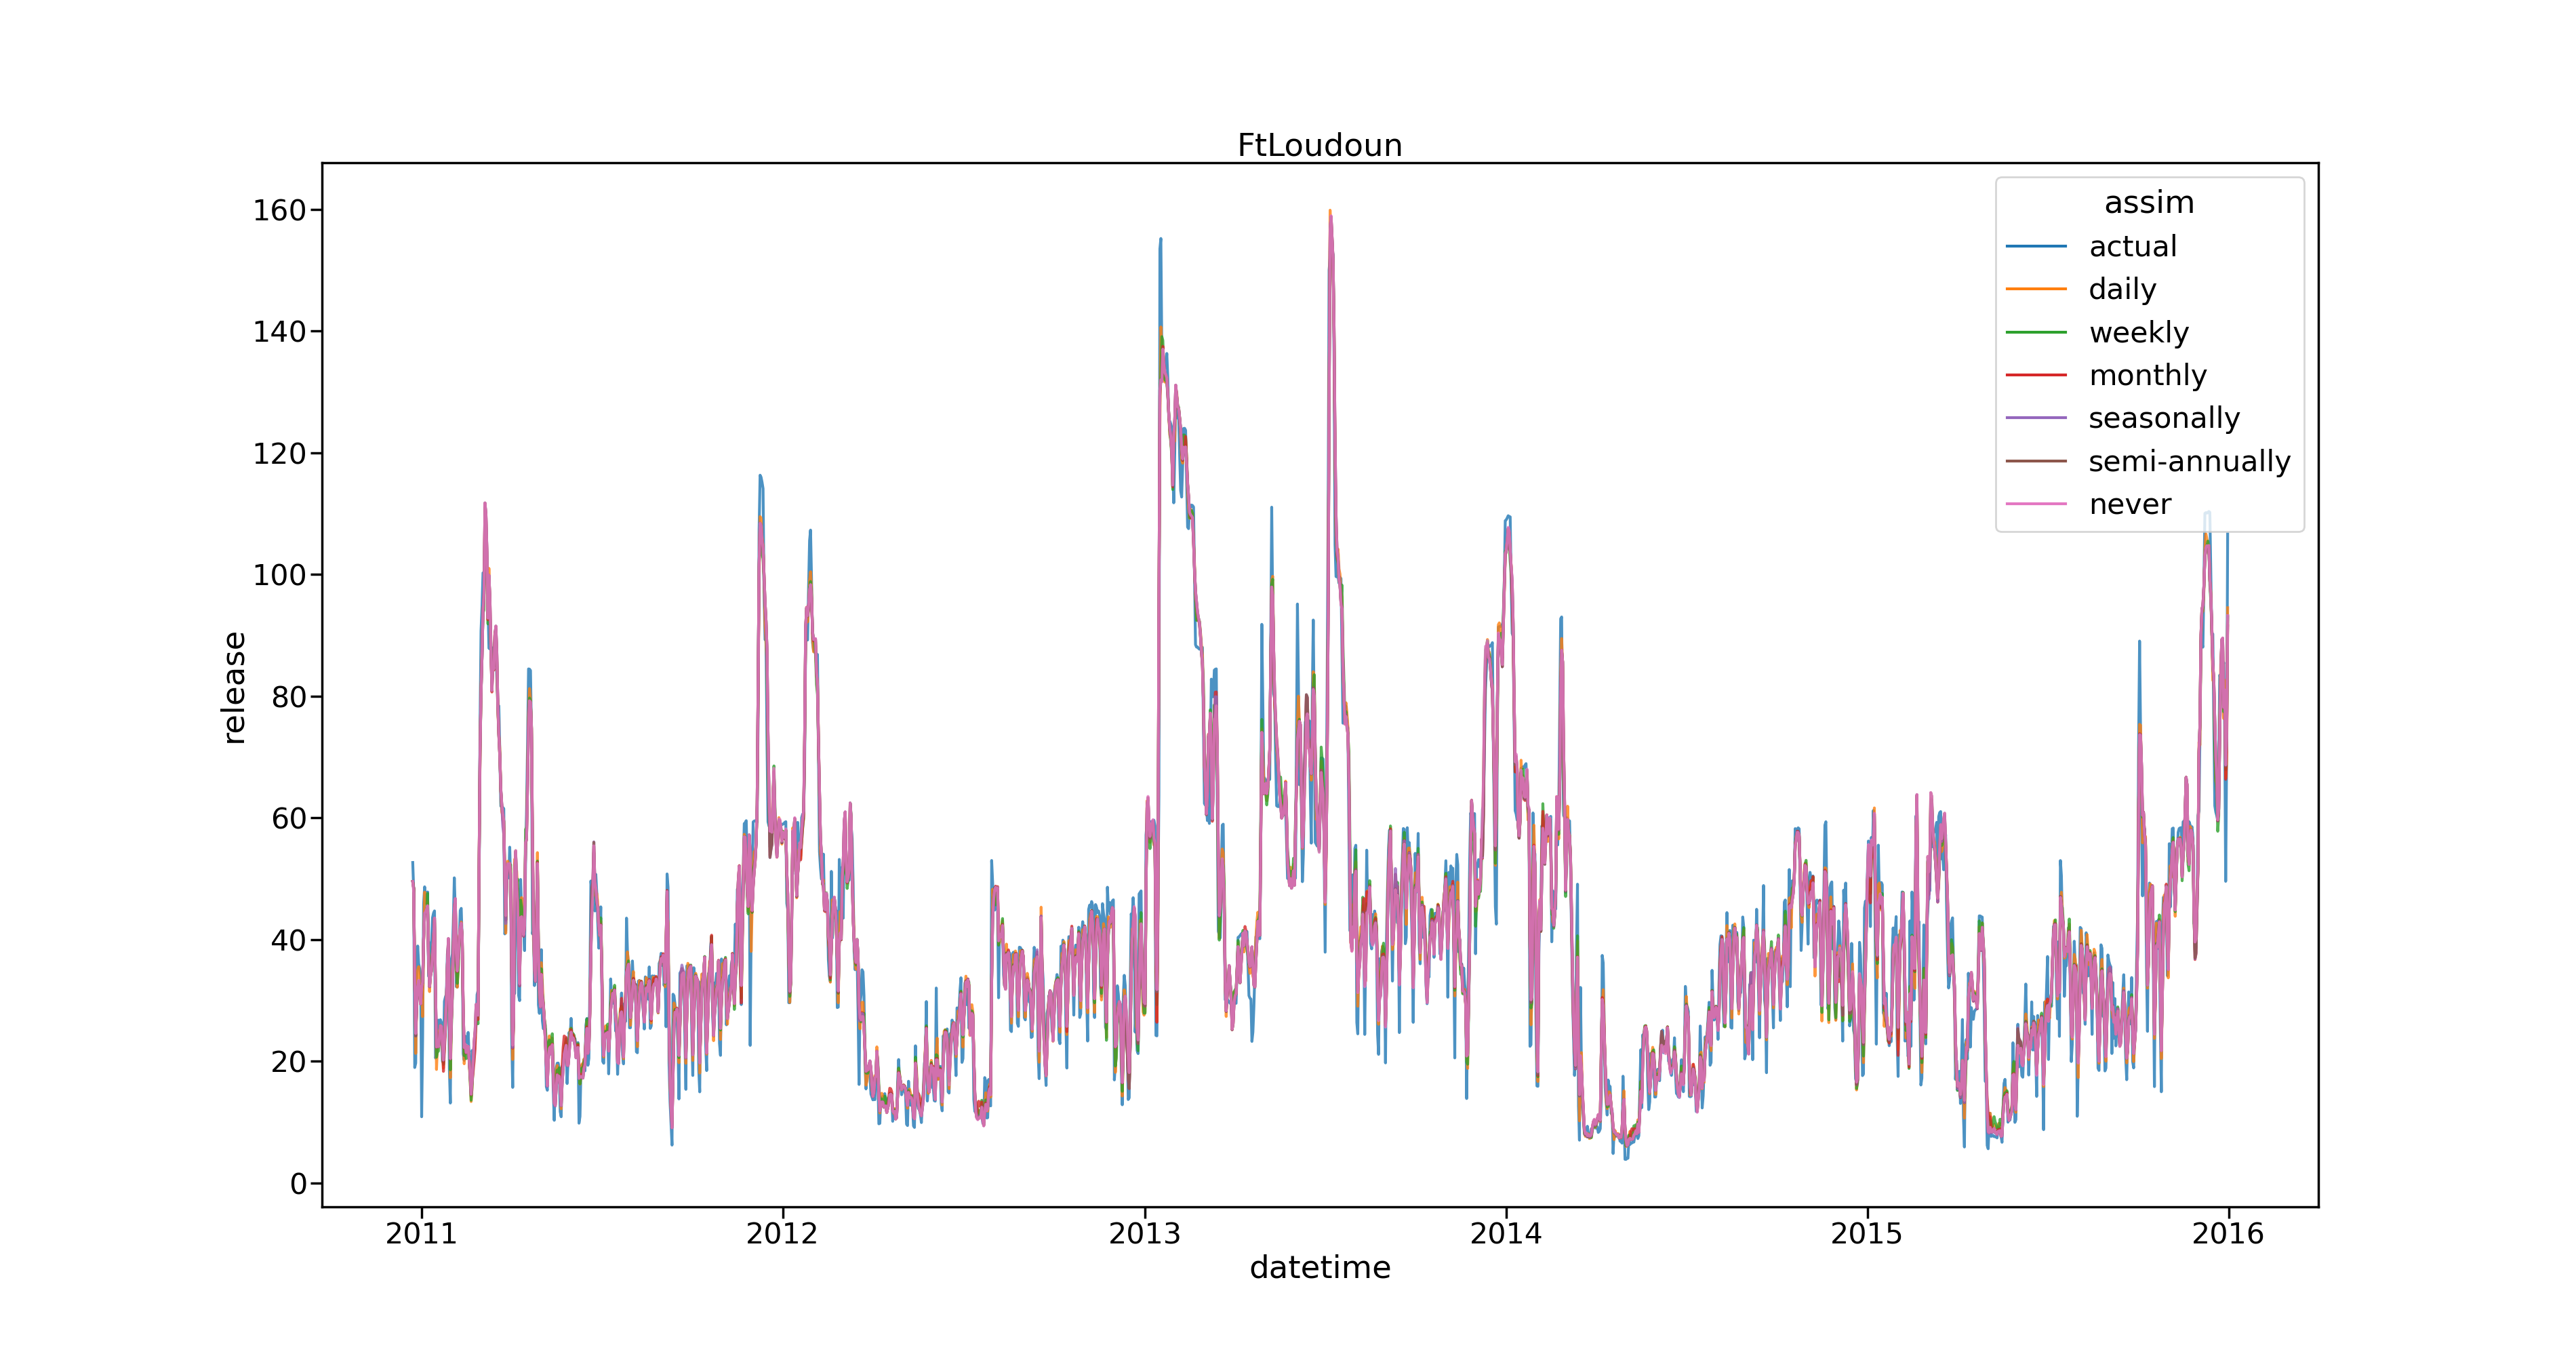 FtLoudoun
assim
actual
daily
weekly
monthly
seasonally
semi-annually
never
release
160
140
120
100
80
60
40
20
0
2011 2012 2013 2014 2015 2016
datetime